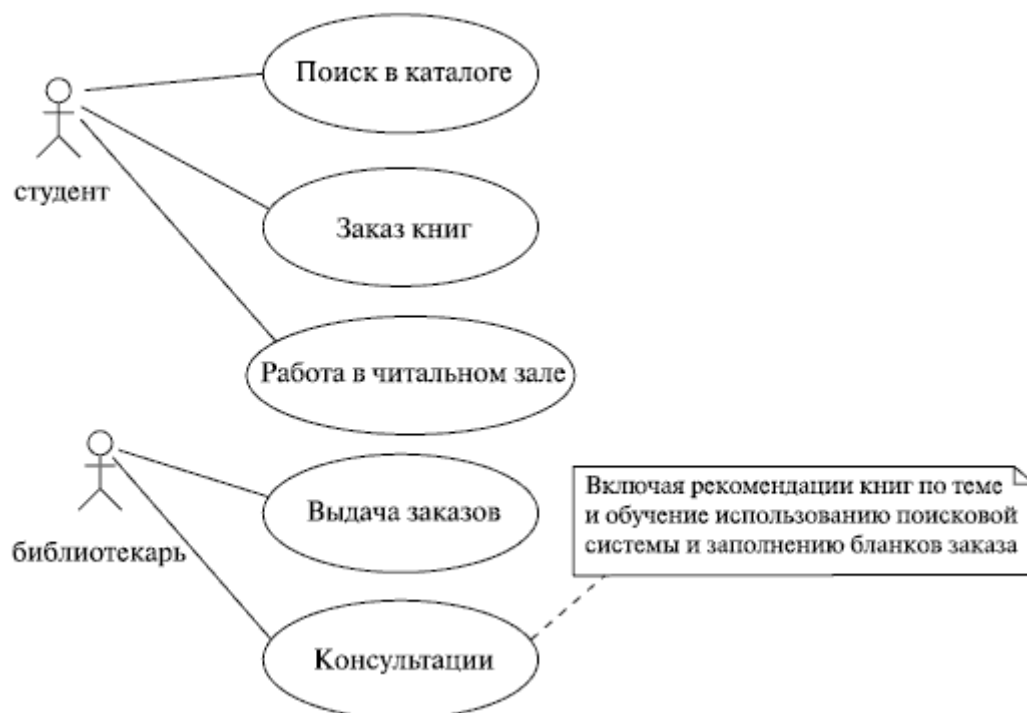 Поиск в каталоге
студент
Заказ книг
Работа в читальном зале
библиотекарь
Выдача заказов
Включая рекомендации книг по теме
и обучение использованию поисковой
системы и заполнению бланков заказа
Консультации